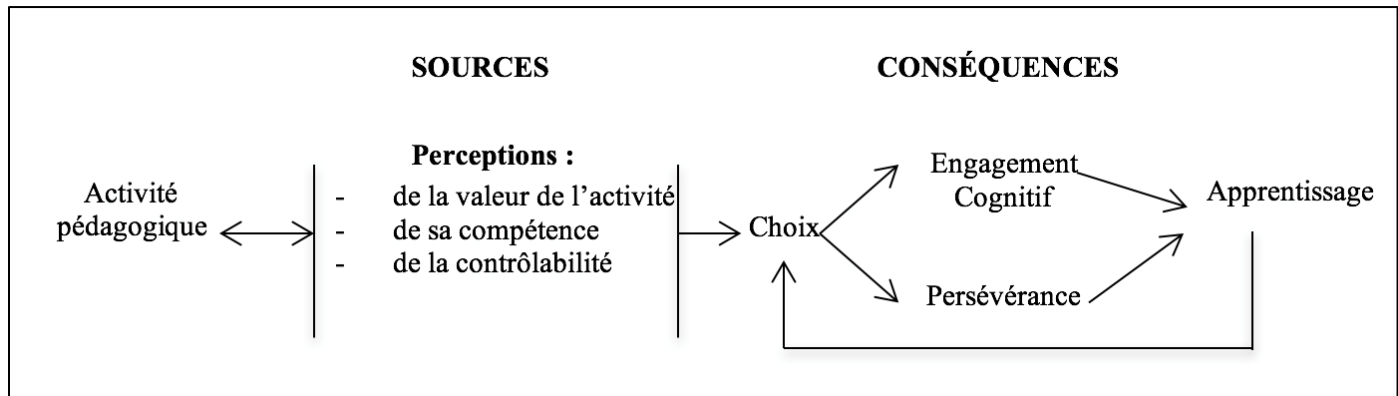 SOURCES
CONSÉQUENCES
Perceptions :
Activité
pédagogique
- de la valeur de l’activité
- de sa compétence
- de la contrôlabilité
Choix
Engagement
Cognitif
Persévérance
Apprentissage